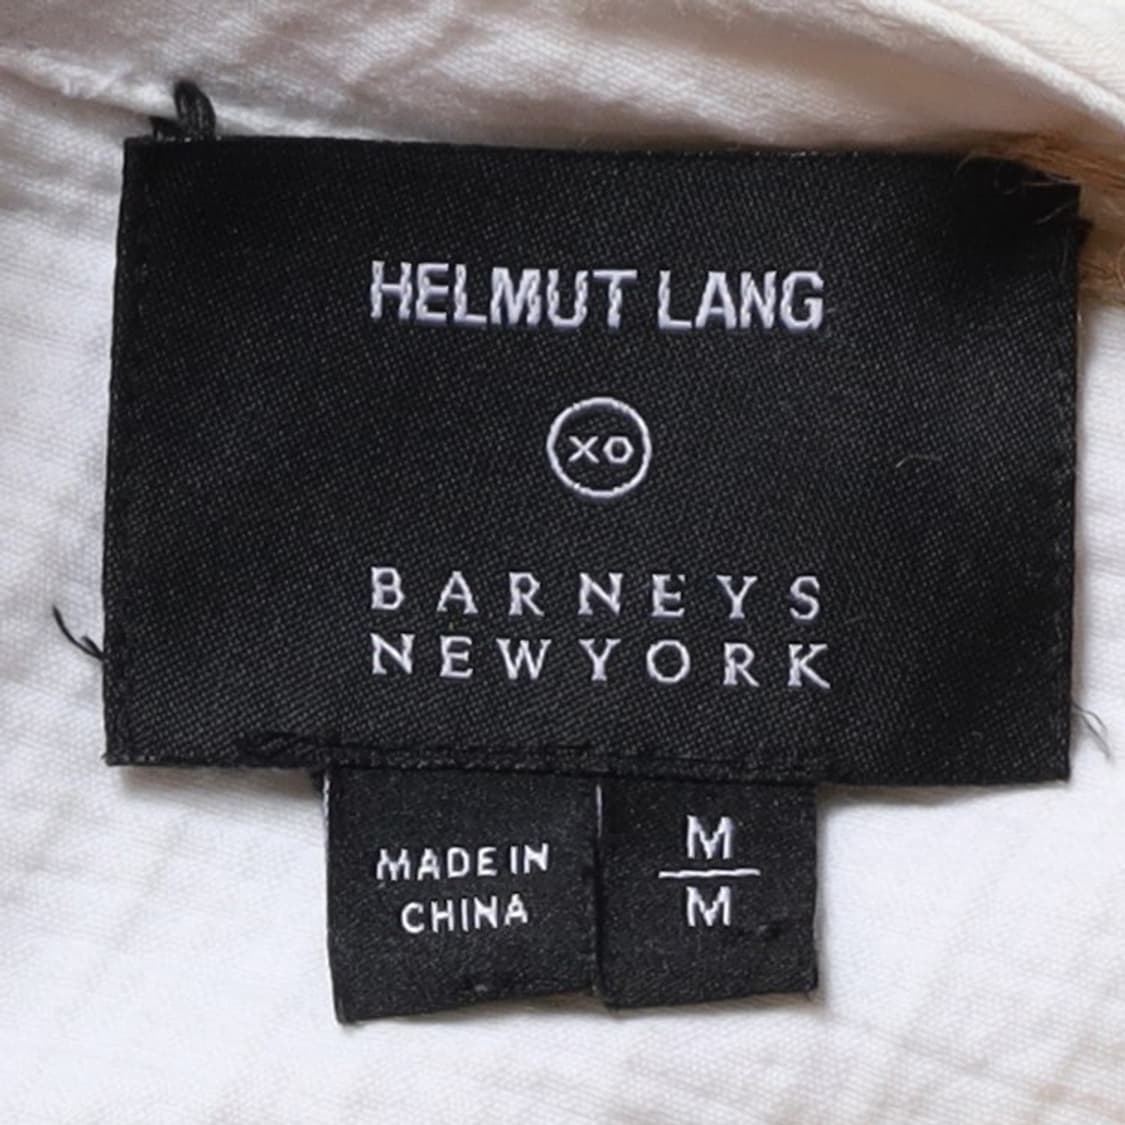 HELMUT LANG
XO
BARNEYS
NEWYORK
MADE IN
CHINA
M
M